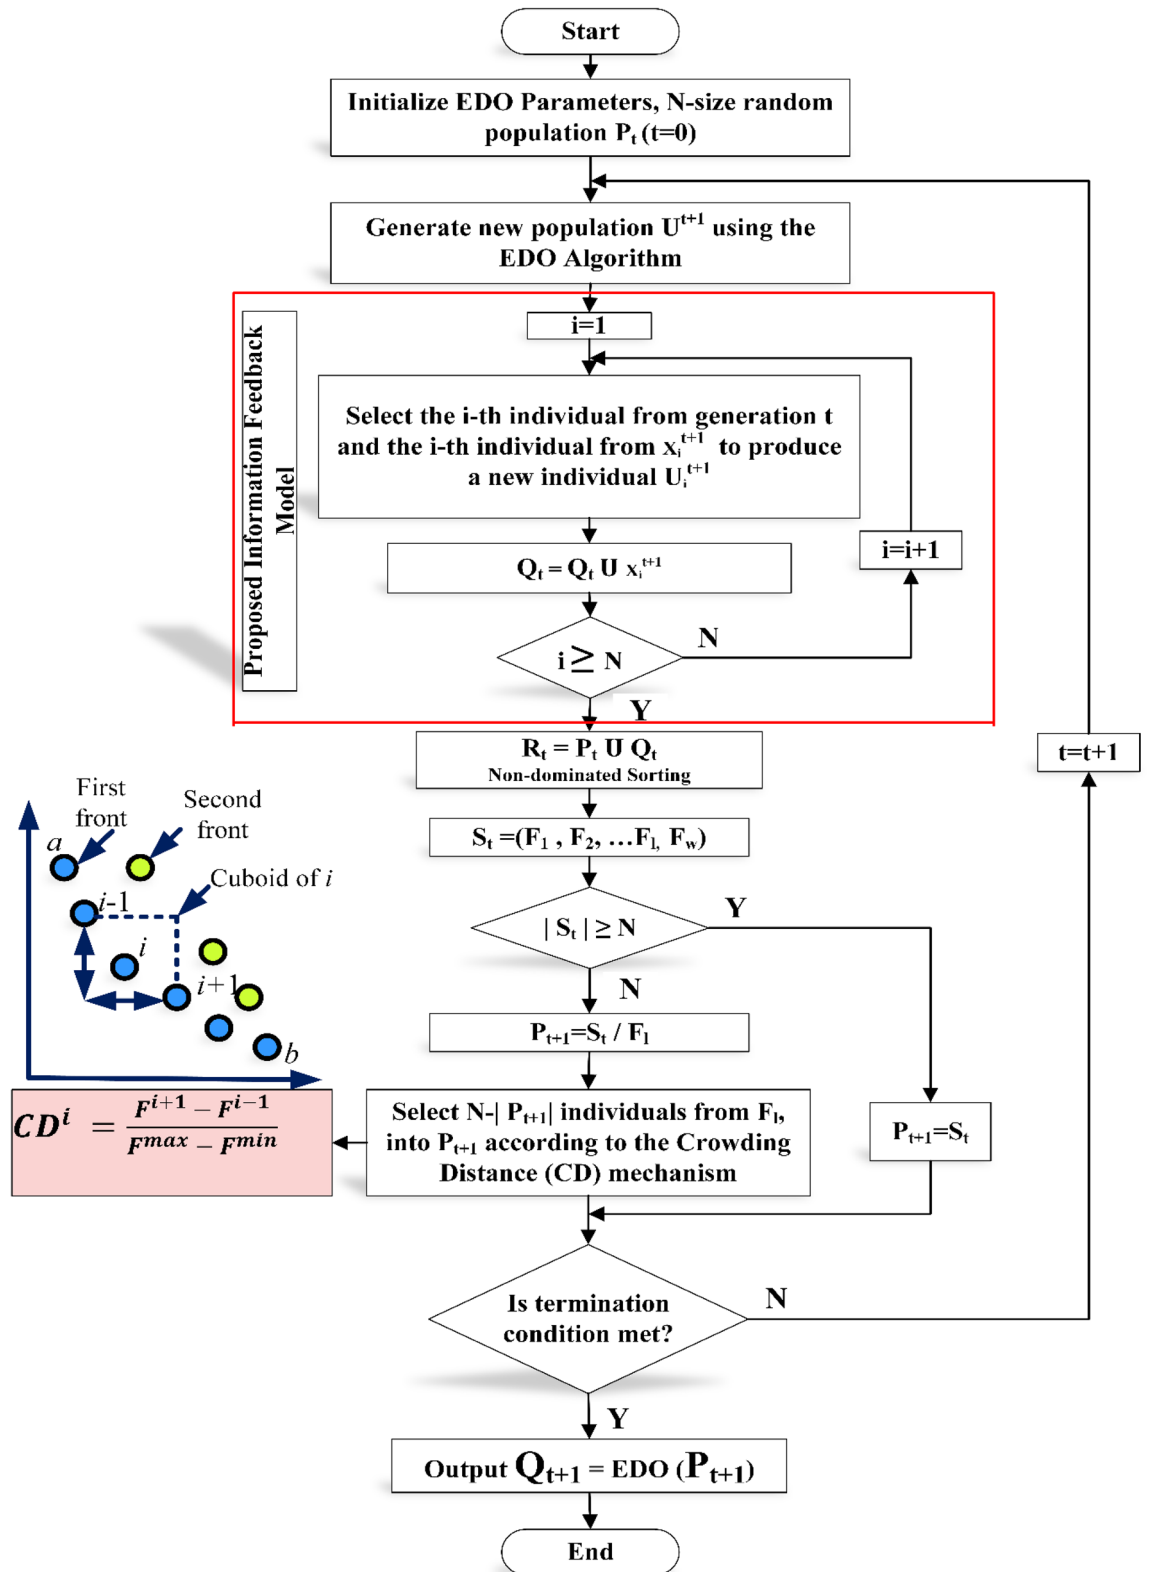 Start
Initialize EDO Parameters, N-size random
population Pₜ (t=0)
Generate new population Uᵗ⁺¹ using the
EDO Algorithm
Proposed Information Feedback
Model
i=1
Select the i-th individual from generation t
and the i-th individual from xᵢᵗ⁺¹ to produce
a new individual Uᵢᵗ⁺¹
Qₜ = Qₜ U xᵢᵗ⁺¹
i=i+1
i ≥ N
N
Y
Rₜ = Pₜ U Qₜ
Non-dominated Sorting
t=t+1
Sₜ =(F₁ , F₂, …Fₗ, F_w)
| Sₜ | ≥ N
Y
N
Pₜ₊₁=Sₜ / Fₗ
First
front
Second
front
a
Cuboid of i
i-1
i
i+1
b
CDⁱ = (Fⁱ⁺¹ − Fⁱ⁻¹) / (Fᵐᵃˣ − Fᵐⁱⁿ)
Select N-| Pₜ₊₁| individuals from Fₗ,
into Pₜ₊₁ according to the Crowding
Distance (CD) mechanism
Pₜ₊₁=Sₜ
Is termination
condition met?
N
Y
Output Qₜ₊₁ = EDO (Pₜ₊₁)
End